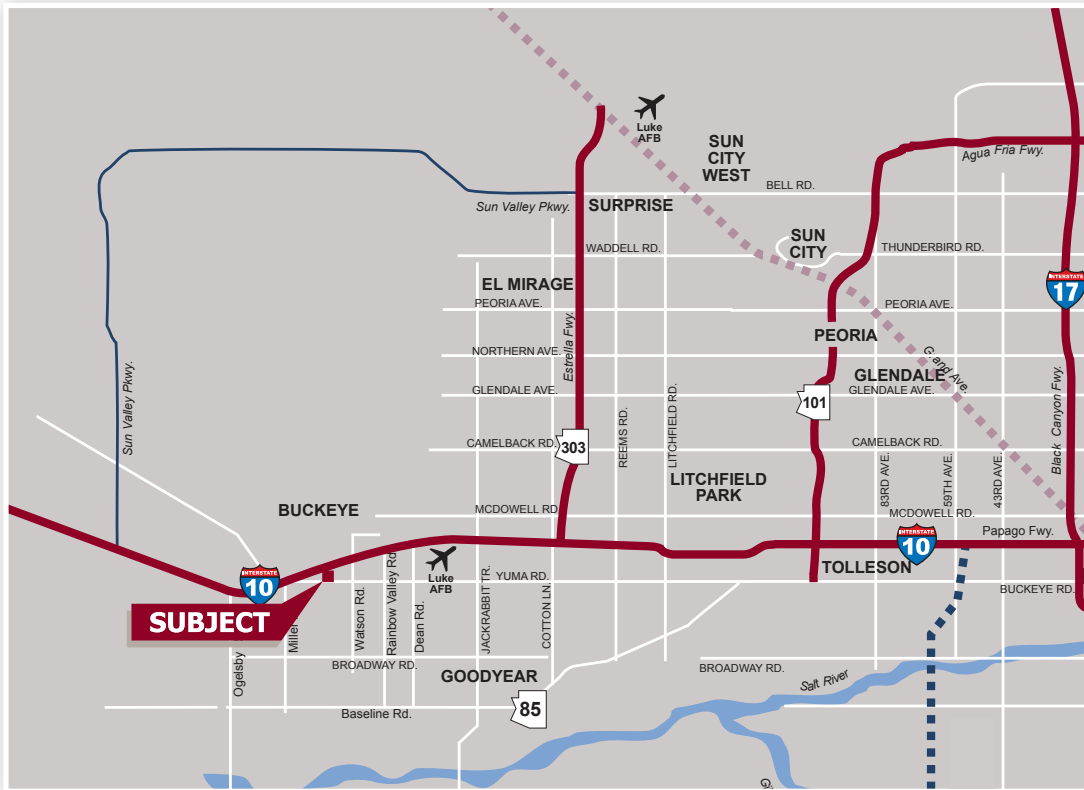 Luke
AFB
SUN
CITY
WEST
Agua Fria Fwy.
BELL RD.
Sun Valley Pkwy.
SURPRISE
SUN
CITY
WADDELL RD.
THUNDERBIRD RD.
EL MIRAGE
INTERSTATE
17
PEORIA AVE.
PEORIA AVE.
PEORIA
Estrella Fwy.
NORTHERN AVE.
Grand Ave
GLENDALE
GLENDALE AVE.
GLENDALE AVE.
101
Sun Valley Pkwy.
REEMS RD.
LITCHFIELD RD.
Black Canyon Fwy.
CAMELBACK RD.
303
CAMELBACK RD.
LITCHFIELD
PARK
83RD AVE.
59TH AVE.
43RD AVE.
BUCKEYE
MCDOWELL RD.
MCDOWELL RD.
Papago Fwy.
INTERSTATE
10
TOLLESON
INTERSTATE
10
Luke
AFB
YUMA RD.
BUCKEYE RD.
SUBJECT
Miller
Watson Rd.
Rainbow Valley Rd.
Dean Rd.
JACKRABBIT TR.
COTTON LN.
Ogelsby
BROADWAY RD.
BROADWAY RD.
GOODYEAR
Salt River
85
Baseline Rd.